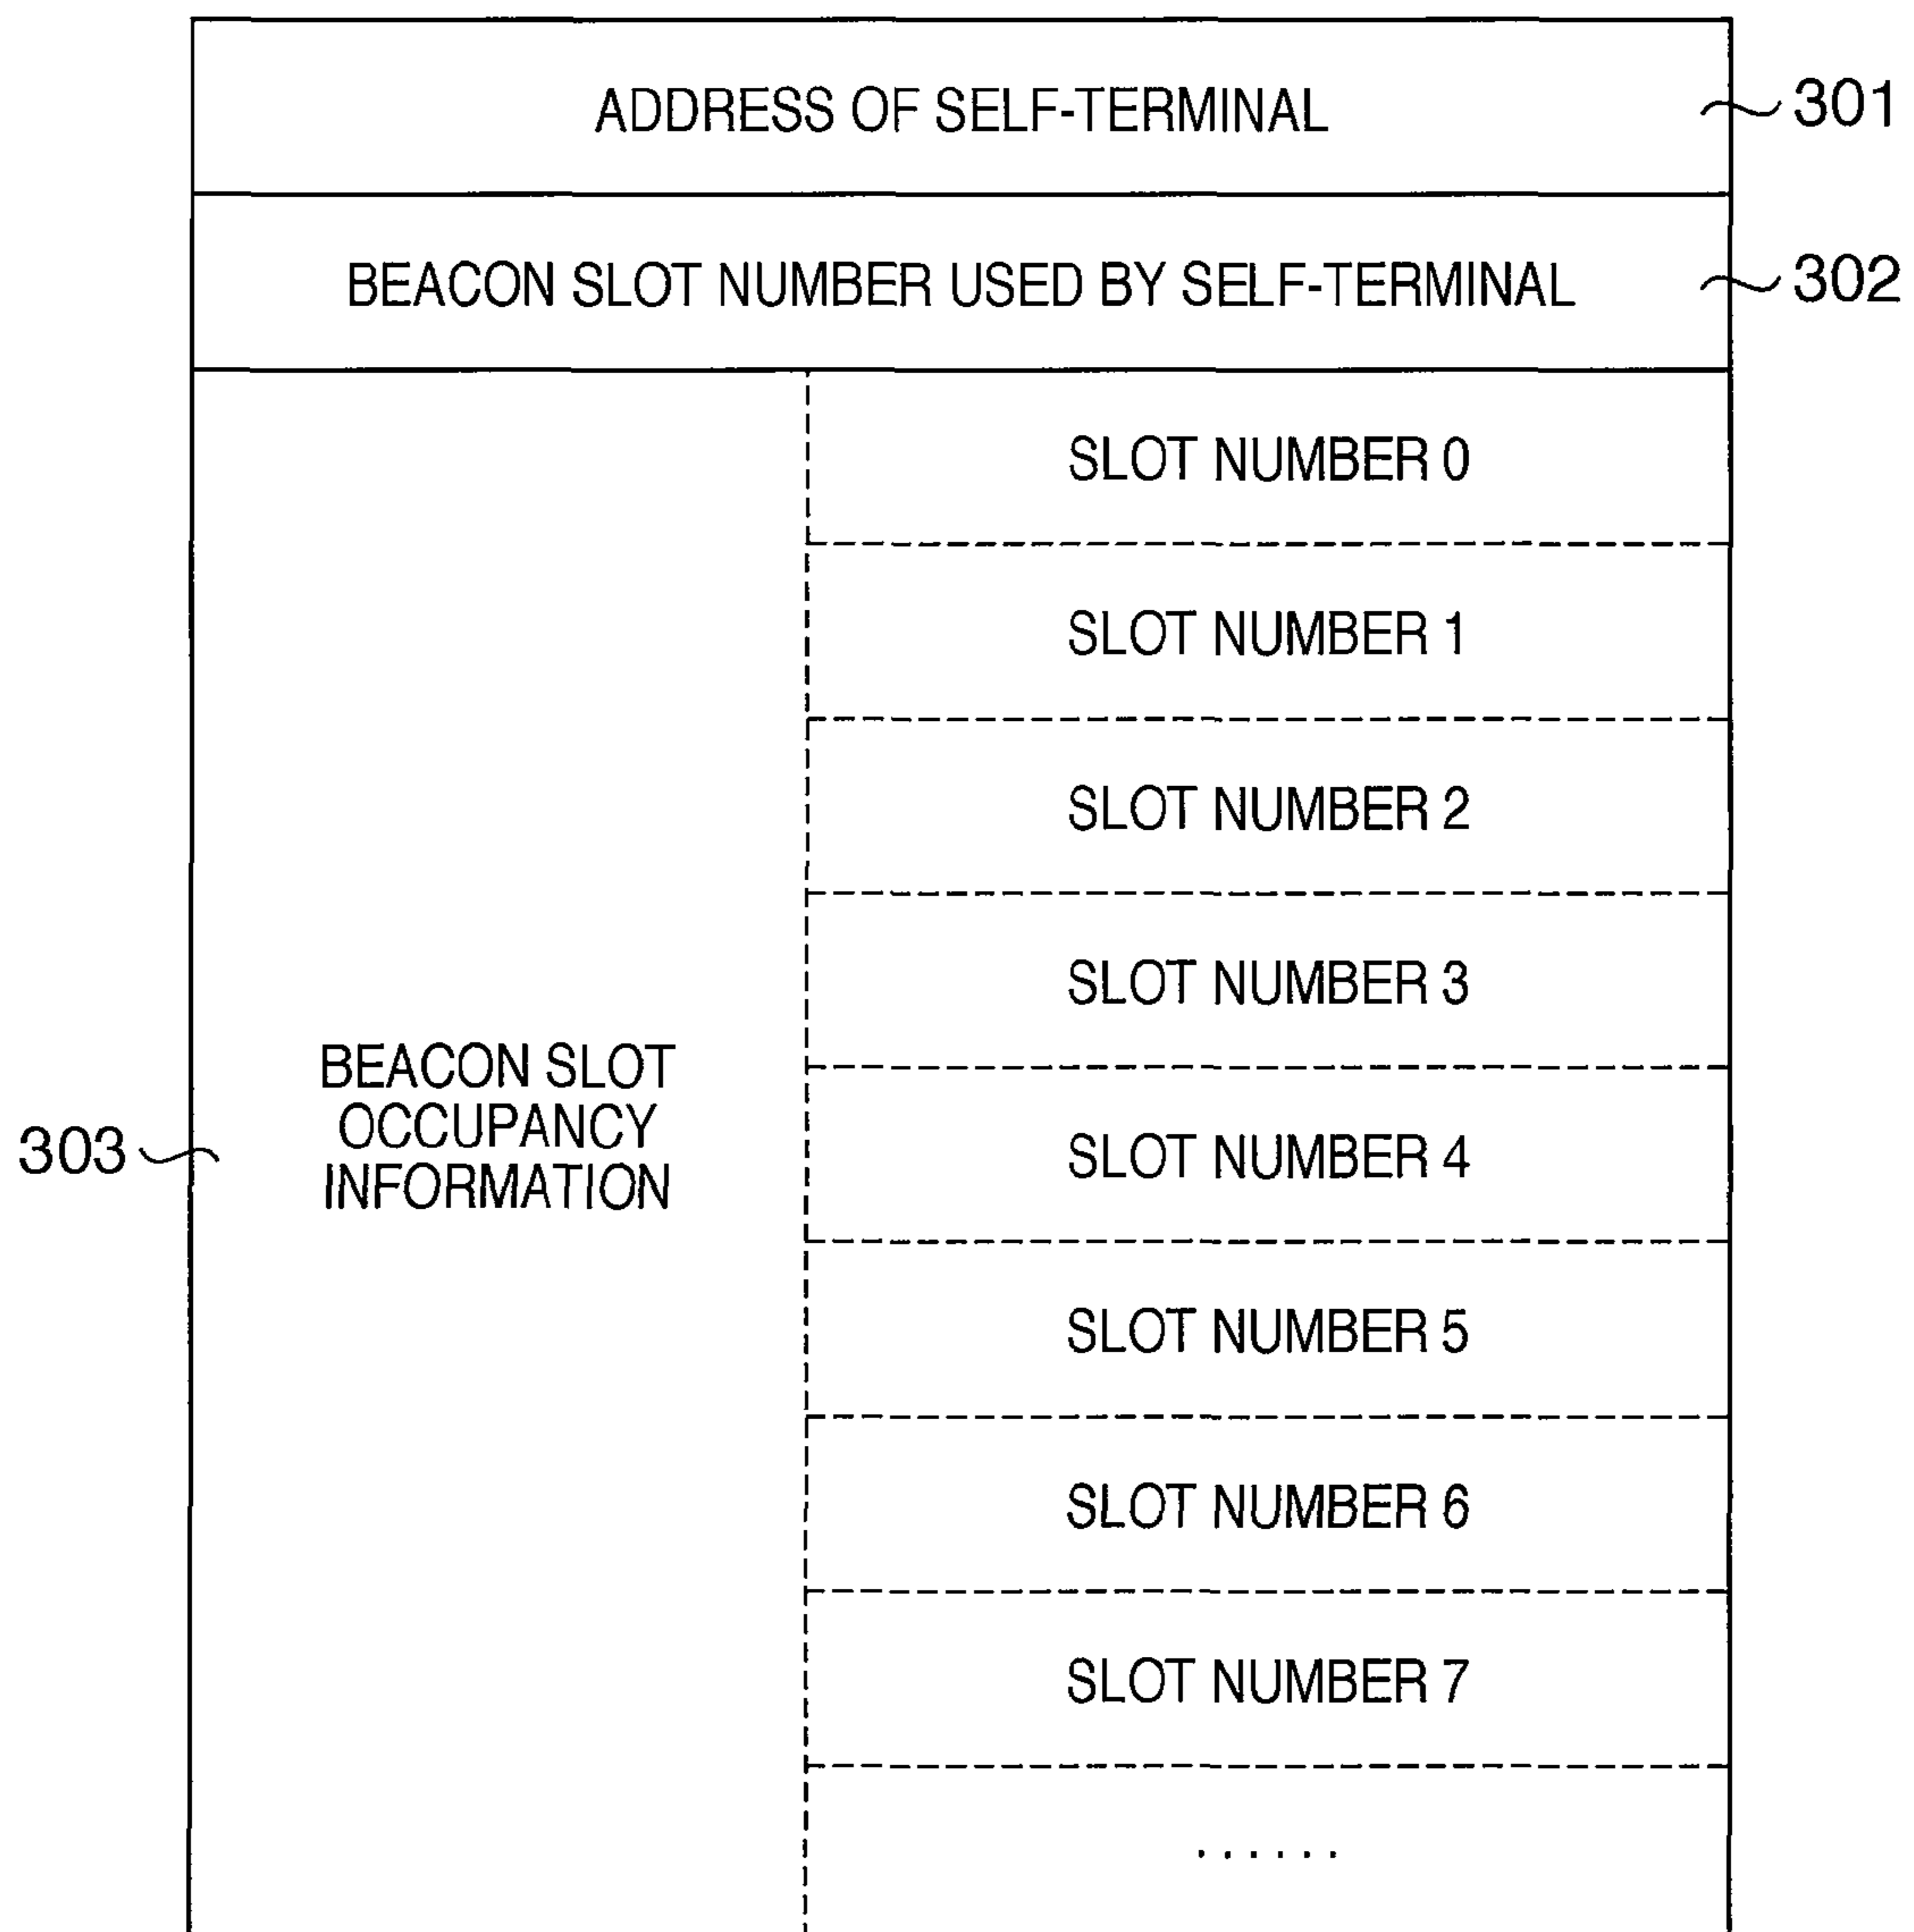 ADDRESS OF SELF-TERMINAL
301
BEACON SLOT NUMBER USED BY SELF-TERMINAL
302
303
BEACON SLOT
OCCUPANCY
INFORMATION
SLOT NUMBER 0
SLOT NUMBER 1
SLOT NUMBER 2
SLOT NUMBER 3
SLOT NUMBER 4
SLOT NUMBER 5
SLOT NUMBER 6
SLOT NUMBER 7
......